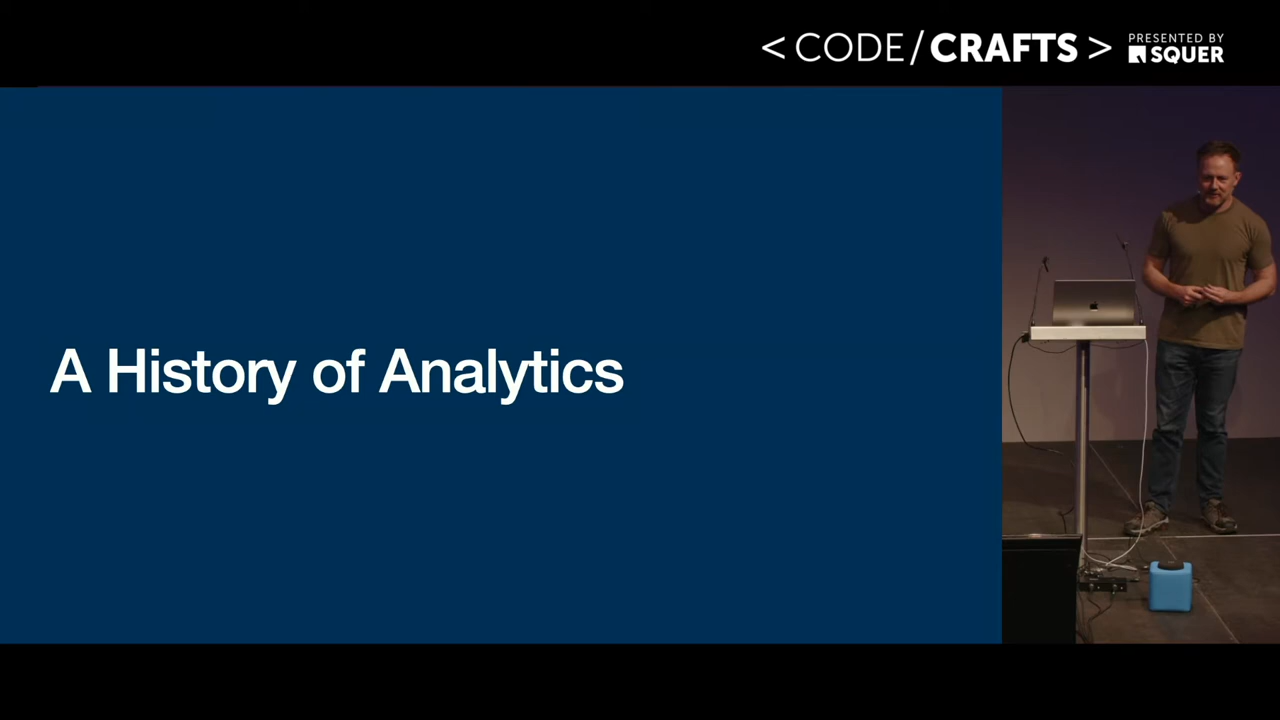 < CODE/CRAFTS >
PRESENTED BY
SQUER
A History of Analytics